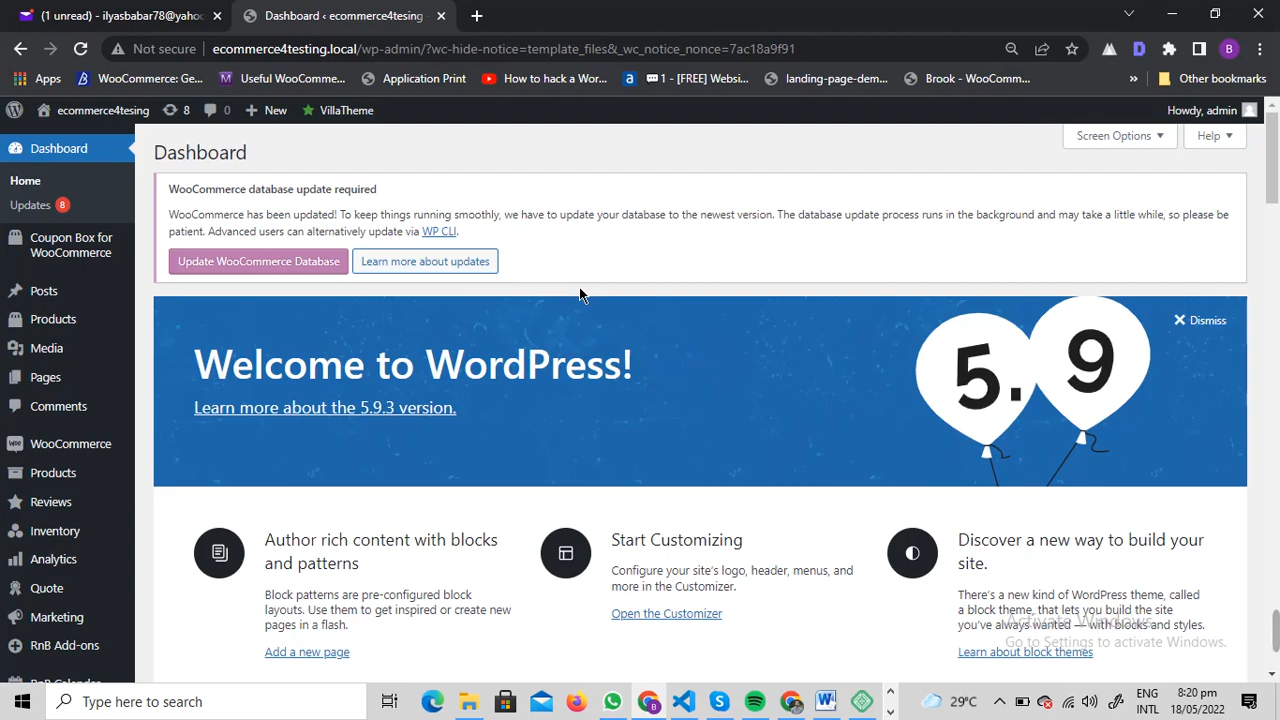 (1 unread) - ilyasbabar78@yaho
Dashboard ‹ ecommerce4testing -
Not secure
ecommerce4testing.local/wp-admin/?wc-hide-notice=template_files&_wc_notice_nonce=7ac18a9f91
B
Apps
WooCommerce: Ge...
Useful WooComme...
Application Print
How to hack a Wor...
1 - [FREE] Websi...
landing-page-dem...
Brook – WooComm...
Other bookmarks
ecommerce4testing
8
0
New
VillaTheme
Howdy, admin
Dashboard
Home
Updates 8
Coupon Box for
WooCommerce
Posts
Products
Media
Pages
Comments
WooCommerce
Products
Reviews
Inventory
Analytics
Quote
Marketing
RnB Add-ons
Dashboard
Screen Options
Help
WooCommerce database update required
WooCommerce has been updated! To keep things running smoothly, we have to update your database to the newest version. The database update process runs in the background and may take a little while, so please be
patient. Advanced users can alternatively update via WP CLI.
Update WooCommerce Database
Learn more about updates
Welcome to WordPress!
Learn more about the 5.9.3 version.
5.9
Dismiss
Author rich content with blocks
and patterns
Block patterns are pre-configured block
layouts. Use them to get inspired or create new
pages in a flash.
Add a new page
Start Customizing
Configure your site's logo, header, menus, and
more in the Customizer.
Open the Customizer
Discover a new way to build your
site.
There's a new kind of WordPress theme, called
a block theme, that lets you build the site
you've always wanted — with blocks and styles.
Learn about block themes
Activate Windows
Go to Settings to activate Windows.
Type here to search
29°C
ENG
INTL
8:20 pm
18/05/2022